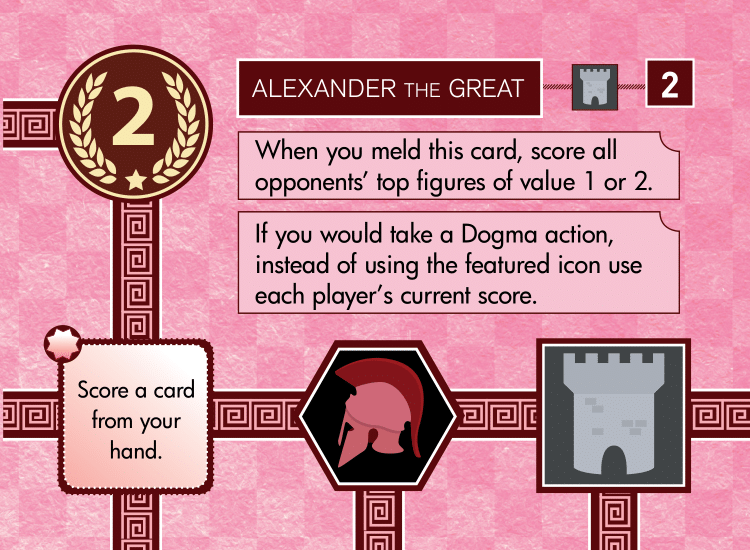 2
ALEXANDER THE GREAT
2
When you meld this card, score all
opponents’ top figures of value 1 or 2.
If you would take a Dogma action,
instead of using the featured icon use
each player’s current score.
Score a card
from your
hand.